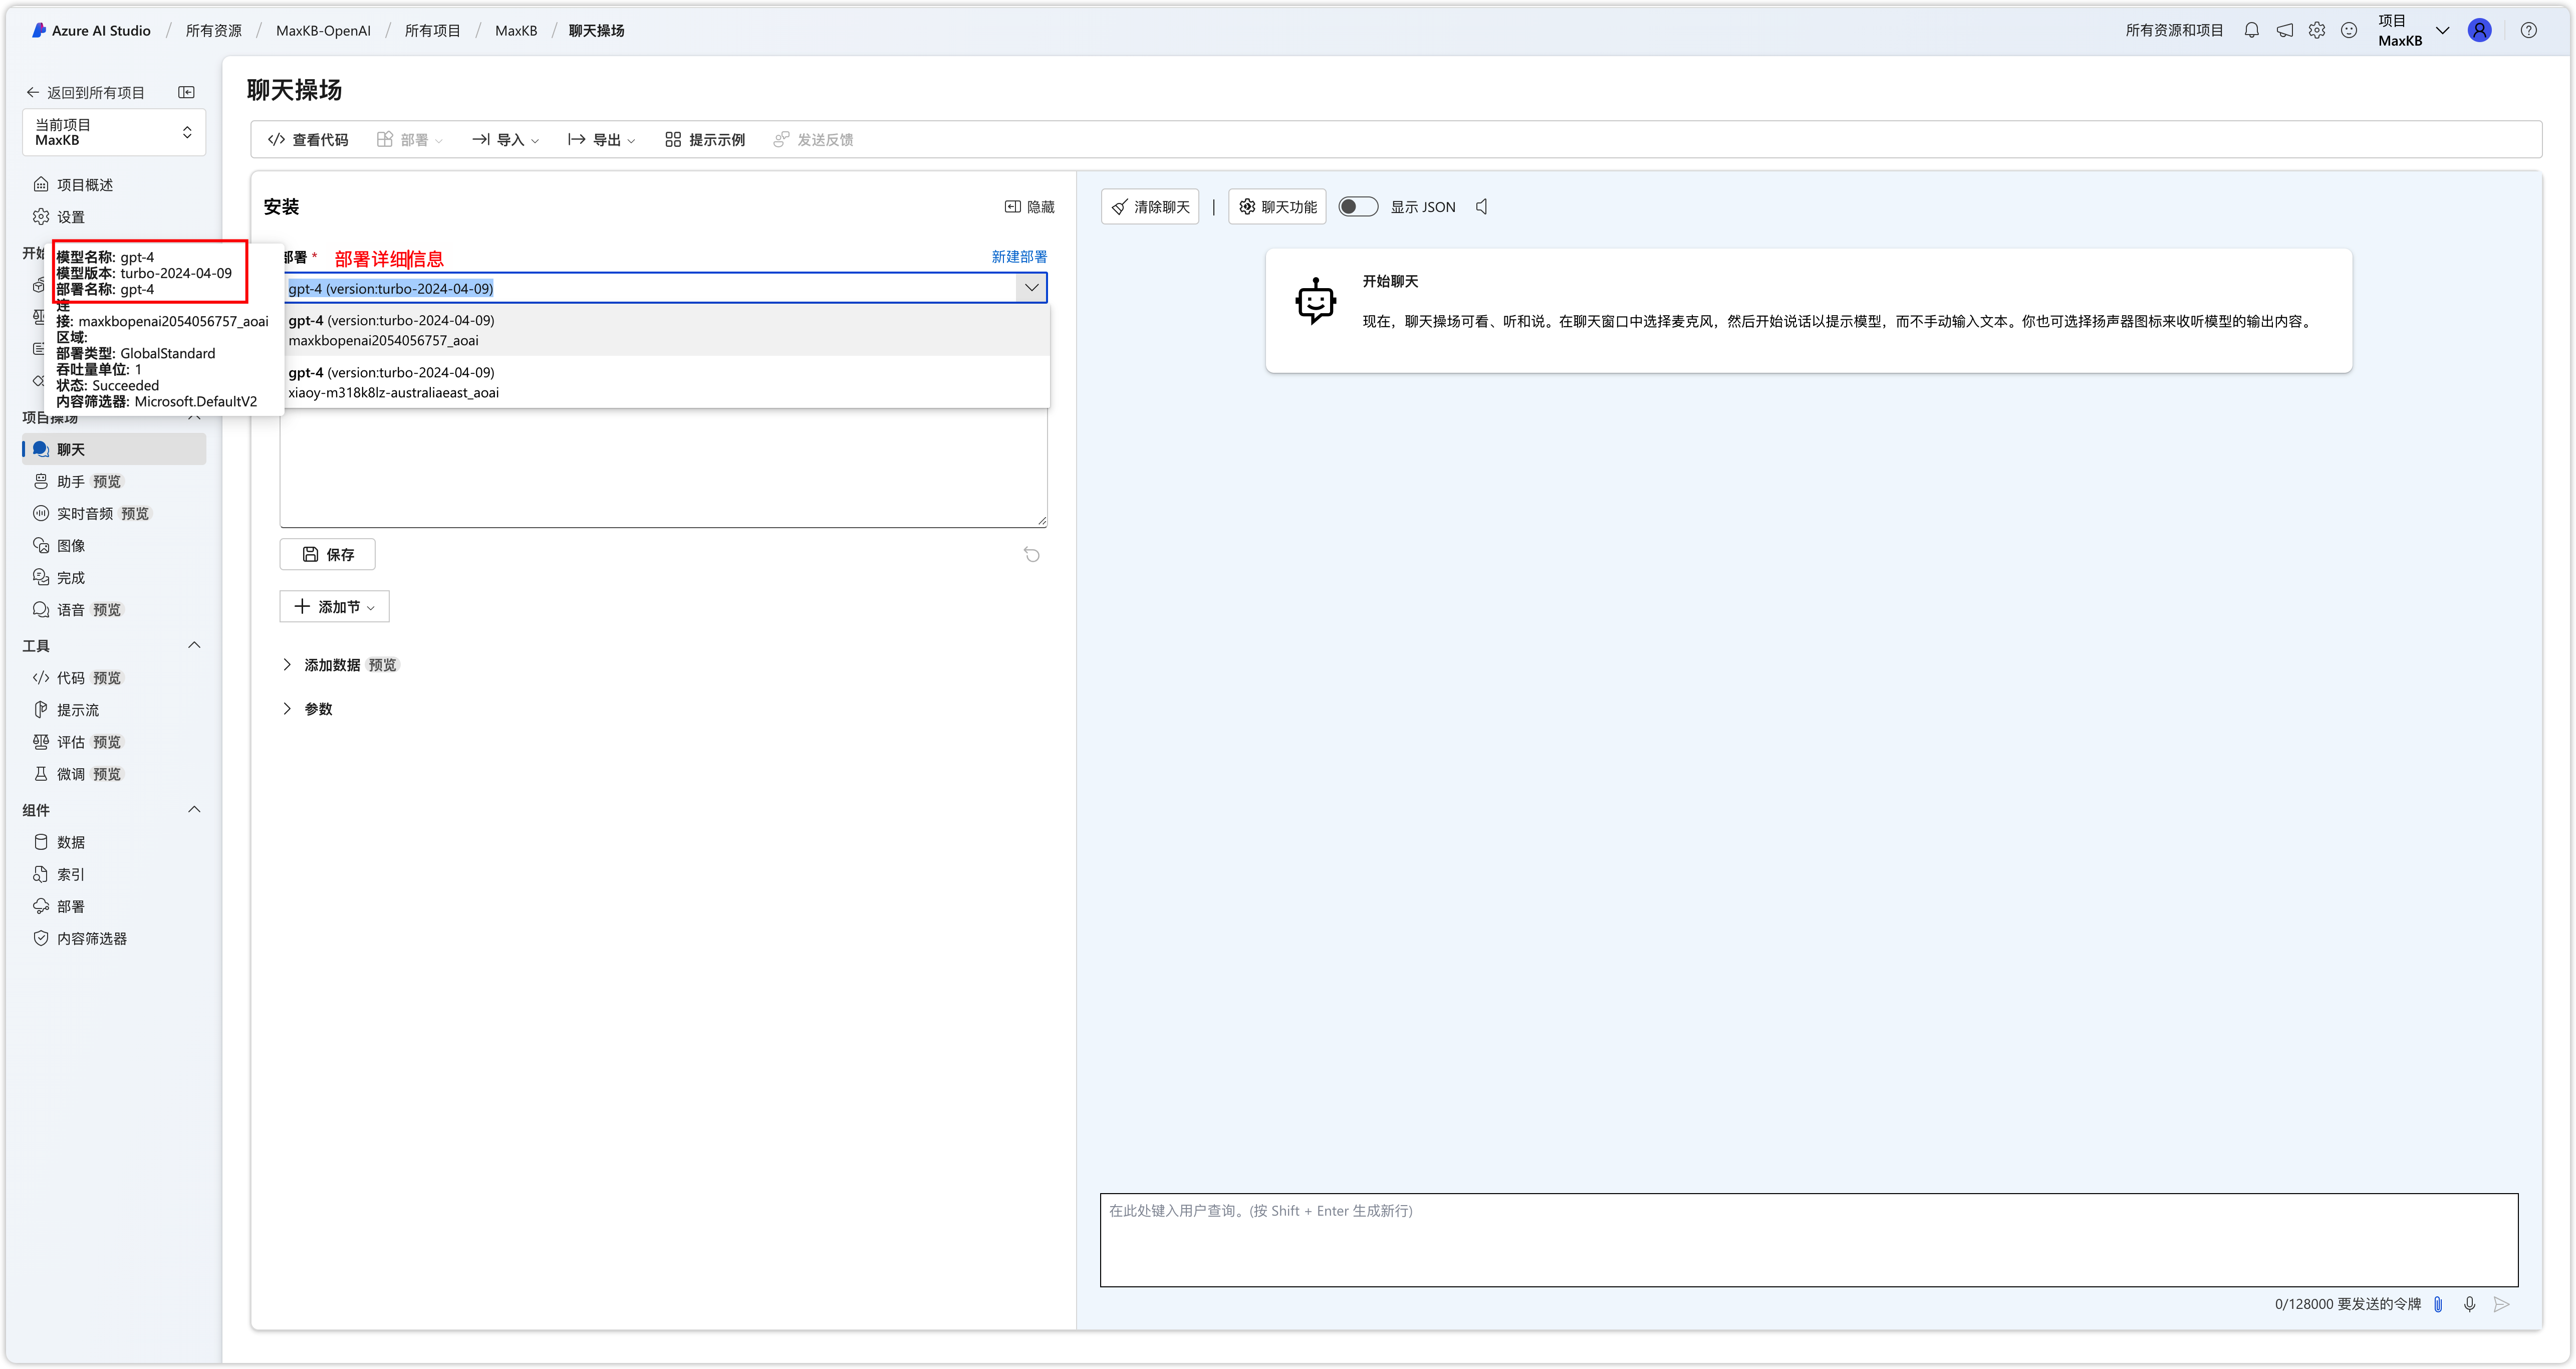 Azure AI Studio / 所有资源 / MaxKB-OpenAI / 所有项目 / MaxKB / 聊天操场
所有资源和项目
项目
MaxKB
返回到所有项目
当前项目
MaxKB
项目概述
设置
开始
模型名称: gpt-4
模型版本: turbo-2024-04-09
部署名称: gpt-4
连
接: maxkbopenai2054056757_aoai
区域:
部署类型: GlobalStandard
吞吐量单位: 1
状态: Succeeded
内容筛选器: Microsoft.DefaultV2
项目操场
聊天
助手 预览
实时音频 预览
图像
完成
语音 预览
工具
代码 预览
提示流
评估 预览
微调 预览
组件
数据
索引
部署
内容筛选器
聊天操场
查看代码 部署 导入 导出 提示示例 发送反馈
安装
隐藏
部署 * 部署详细信息
新建部署
gpt-4 (version:turbo-2024-04-09)
gpt-4 (version:turbo-2024-04-09)
maxkbopenai2054056757_aoai
gpt-4 (version:turbo-2024-04-09)
xiaoy-m318k8lz-australiaeast_aoai
保存
添加节
添加数据 预览
参数
清除聊天 | 聊天功能 显示 JSON
开始聊天
现在，聊天操场可看、听和说。在聊天窗口中选择麦克风，然后开始说话以提示模型，而不手动输入文本。你也可选择扬声器图标来收听模型的输出内容。
在此处键入用户查询。(按 Shift + Enter 生成新行)
0/128000 要发送的令牌